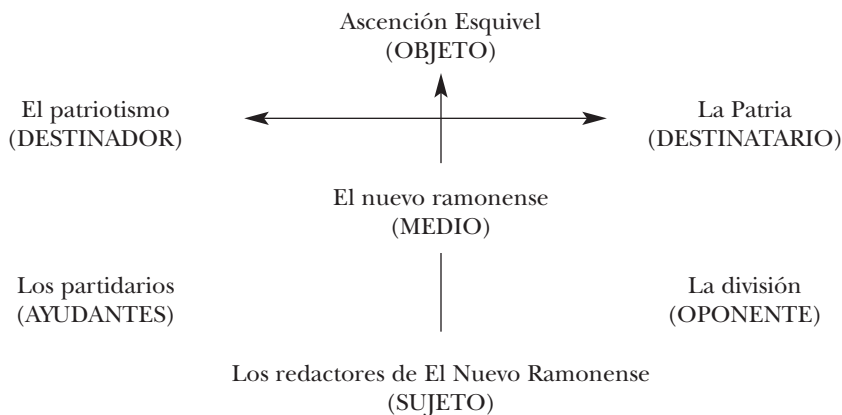 Ascención Esquivel
(OBJETO)
El patriotismo
(DESTINADOR)
La Patria
(DESTINATARIO)
El nuevo ramonense
(MEDIO)
Los partidarios
(AYUDANTES)
La división
(OPONENTE)
Los redactores de El Nuevo Ramonense
(SUJETO)